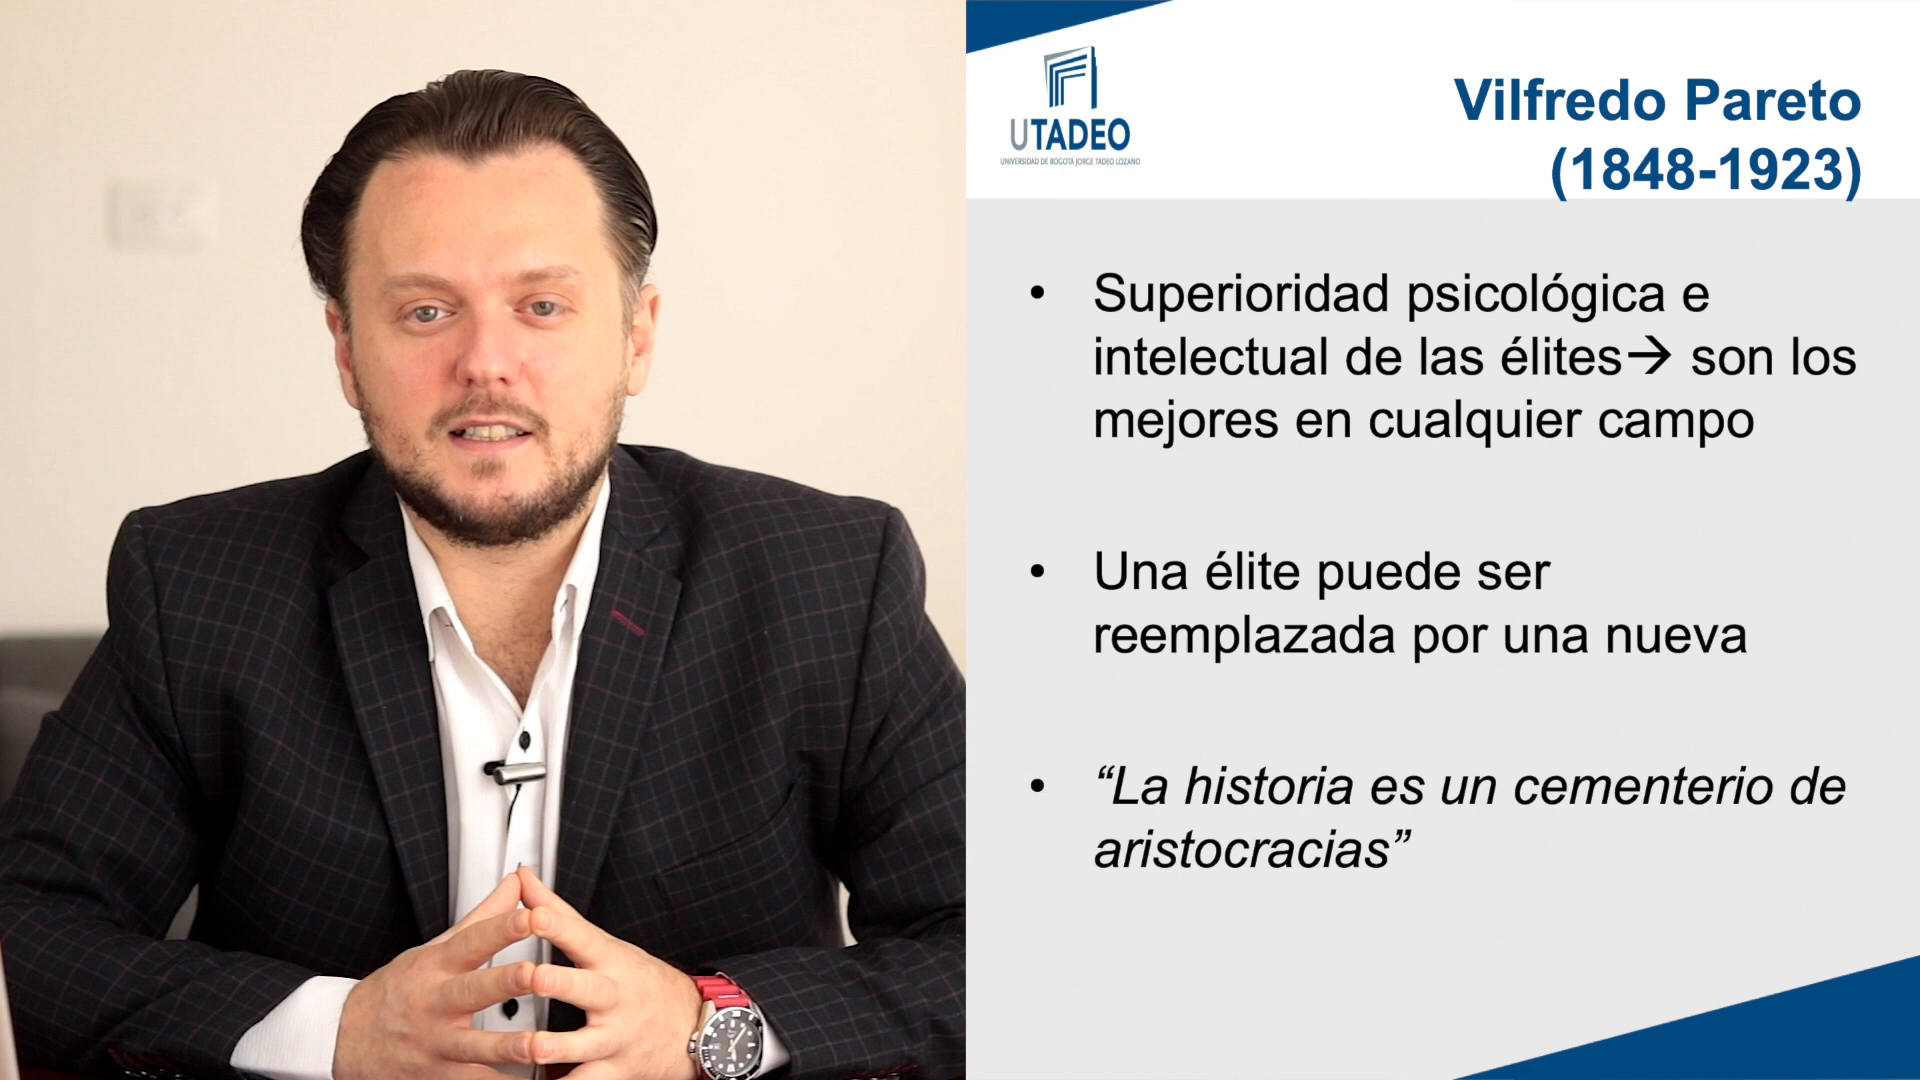 UTADEO
UNIVERSIDAD DE BOGOTÁ JORGE TADEO LOZANO
Vilfredo Pareto
(1848-1923)
• Superioridad psicológica e
intelectual de las élites→ son los
mejores en cualquier campo
• Una élite puede ser
reemplazada por una nueva
• “La historia es un cementerio de
aristocracias”